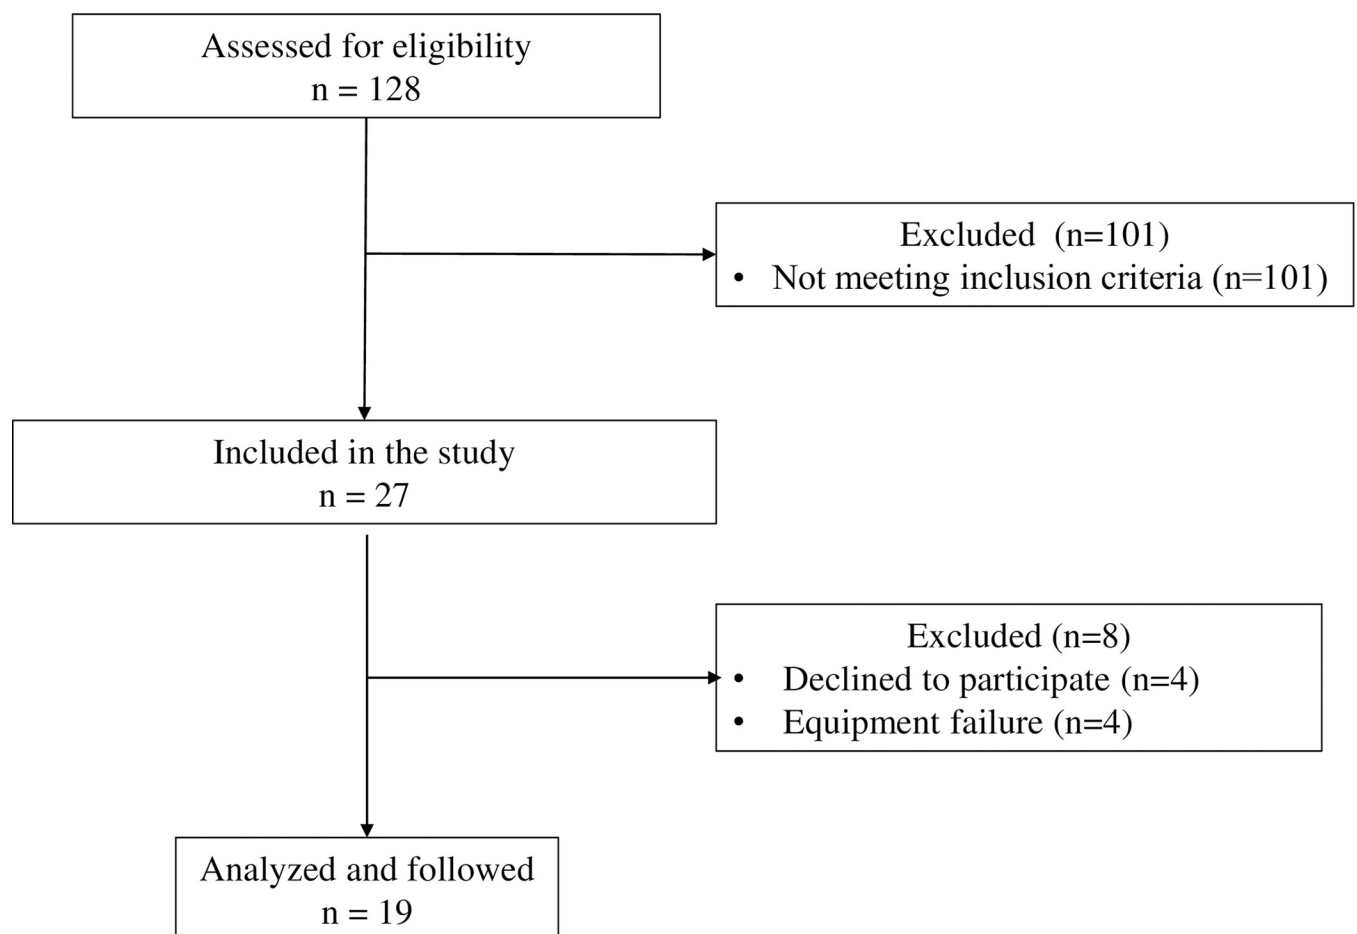 Assessed for eligibility
n = 128
Excluded (n=101)
• Not meeting inclusion criteria (n=101)
Included in the study
n = 27
Excluded (n=8)
• Declined to participate (n=4)
• Equipment failure (n=4)
Analyzed and followed
n = 19